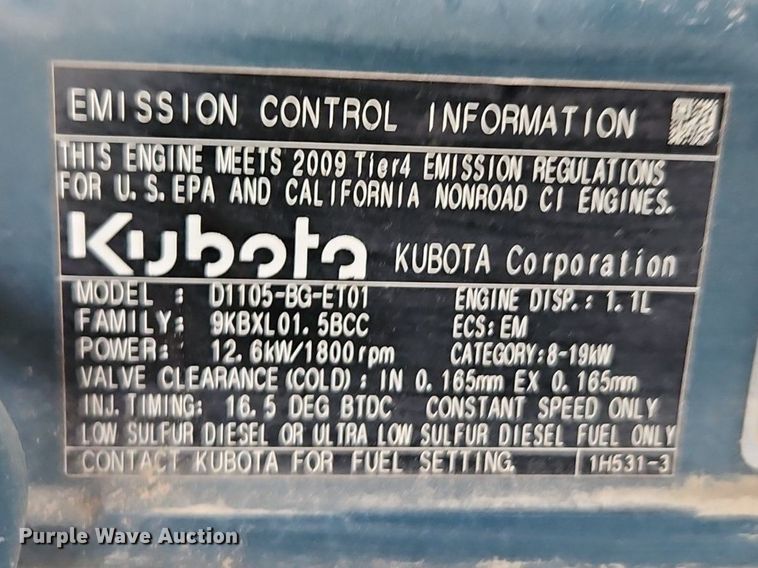 EMISSION CONTROL INFORMATION
THIS ENGINE MEETS 2009 Tier4 EMISSION REGULATIONS
FOR U.S.EPA AND CALIFORNIA NONROAD CI ENGINES.
Kubota KUBOTA Corporation
MODEL : D1105-BG-ET01 ENGINE DISP.: 1.1L
FAMILY: 9KBXL01.5BCC ECS: EM
POWER: 12.6kW/1800rpm CATEGORY:8-19kW
VALVE CLEARANCE (COLD) : IN 0.165mm EX 0.165mm
INJ.TIMING: 16.5 DEG BTDC CONSTANT SPEED ONLY
LOW SULFUR DIESEL OR ULTRA LOW SULFUR DIESEL FUEL ONLY
CONTACT KUBOTA FOR FUEL SETTING. 1H531-3
Purple Wave Auction